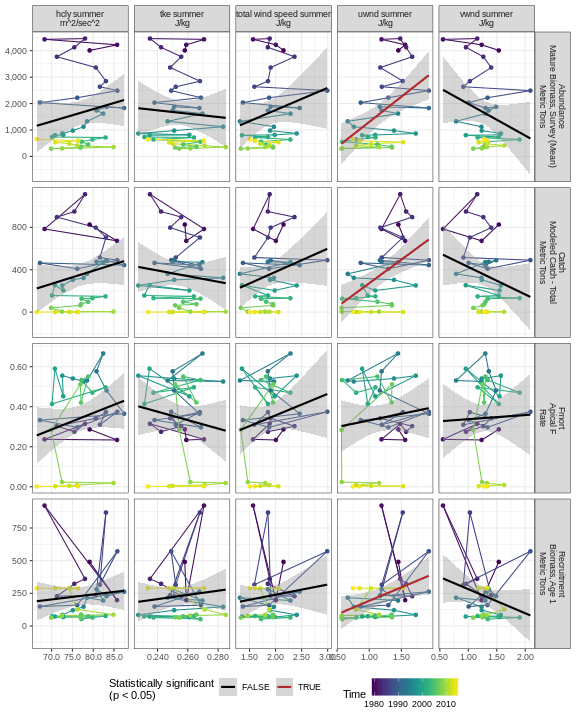 hcly summer
m^2/sec^2
tke summer
J/kg
total wind speed summer
J/kg
uwnd summer
J/kg
vwnd summer
J/kg
4,000
3,000
2,000
1,000
0
Abundance
Mature Biomass, Survey (Mean)
Metric Tons
800
400
0
Catch
Modeled Catch - Total
Metric Tons
0.60
0.40
0.20
0.00
Fmort
Apical F
Rate
750
500
250
0
Recruitment
Biomass, Age 1
Metric Tons
70.0 75.0 80.0 85.0
0.240 0.260 0.280
1.50 2.00 2.50 3.00
0.50 1.00 1.50
0.50 1.00 1.50 2.00
Statistically significant
(p < 0.05)
FALSE
TRUE
Time
1980 1990 2000 2010